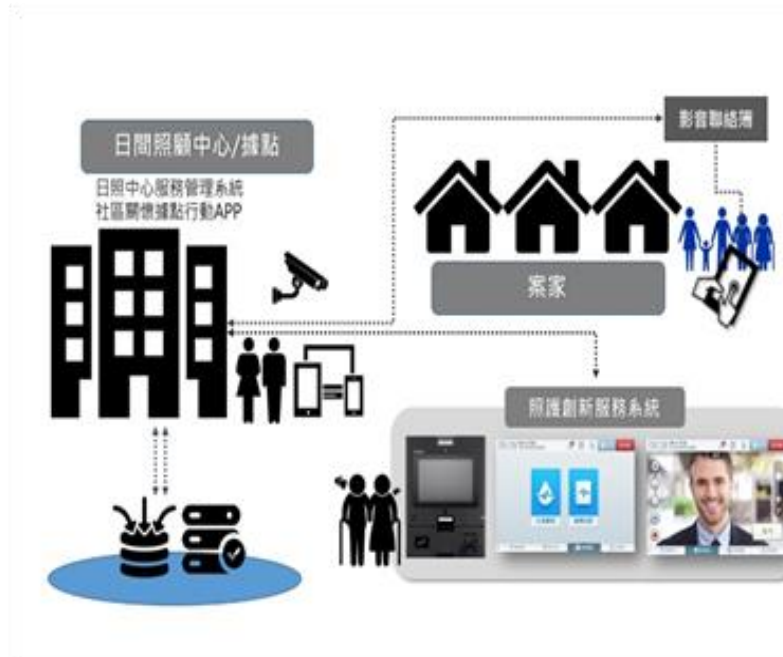 影音聯絡簿
日間照顧中心/據點
日照中心服務管理系統
社區關懷據點行動APP
案家
照護創新服務系統